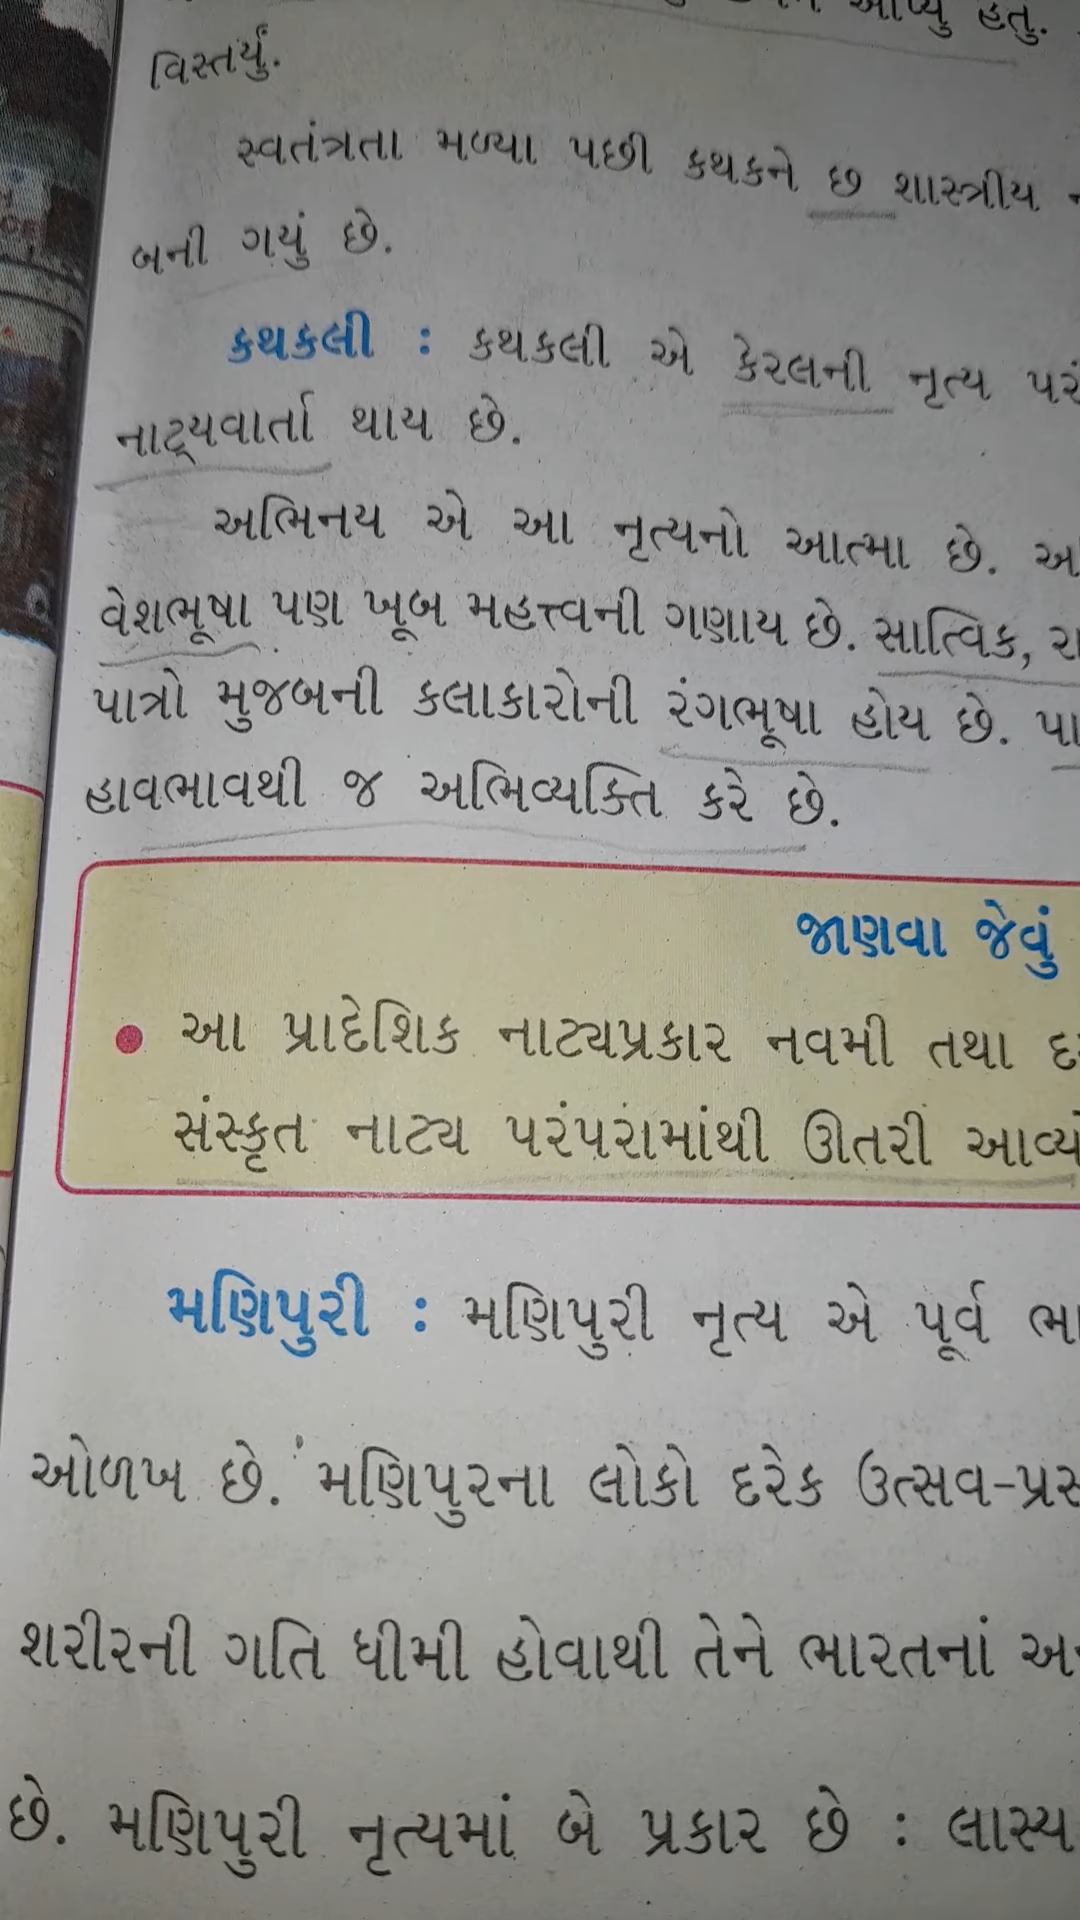 આપ્યું હતું.
વિસ્તર્યું.
સ્વતંત્રતા મળ્યા પછી કથકને છ શાસ્ત્રીય
બની ગયું છે.
કથકલી : કથકલી એ કેરલની નૃત્ય
નાટ્યવાર્તા થાય છે.
અભિનય એ આ નૃત્યનો આત્મા છે.
વેશભૂષા પણ ખૂબ મહત્ત્વની ગણાય છે. સાત્વિક,
પાત્રો મુજબની કલાકારોની રંગભૂષા હોય છે.
હાવભાવથી જ અભિવ્યક્તિ કરે છે.
જાણવા જેવું
• આ પ્રાદેશિક નાટ્યપ્રકાર નવમી તથા
સંસ્કૃત નાટ્ય પરંપરામાંથી ઊતરી
મણિપુરી : મણિપુરી નૃત્ય એ પૂર્વ
ઓળખ છે. મણિપુરના લોકો દરેક ઉત્સવ-
શરીરની ગતિ ધીમી હોવાથી તેને ભારતનાં
છે. મણિપુરી નૃત્યમાં બે પ્રકાર છે : લાસ્ય